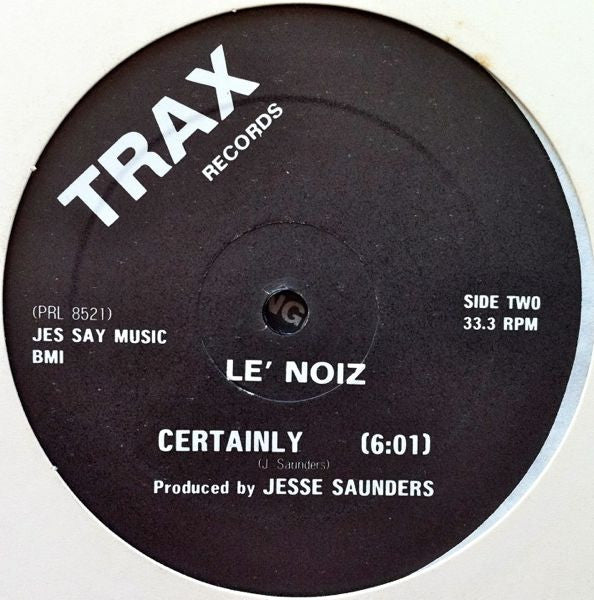 TRAX
RECORDS
(PRL 8521)
JES SAY MUSIC
BMI
SIDE TWO
33.3 RPM
NG
LE' NOIZ
CERTAINLY (6:01)
(J. Saunders)
Produced by JESSE SAUNDERS